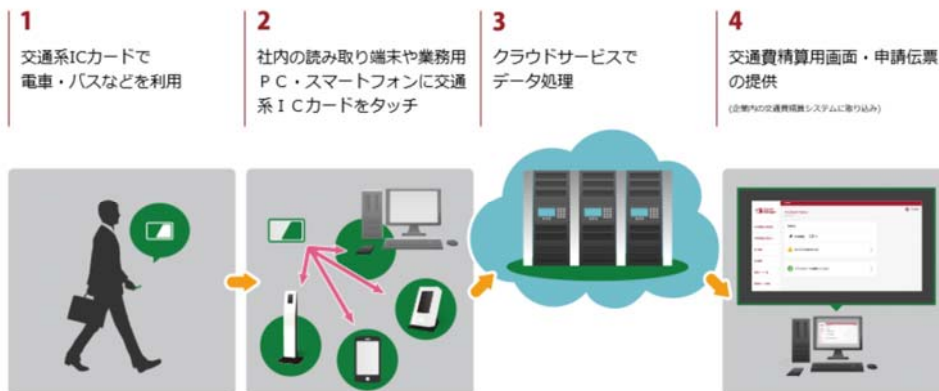 1
交通系ICカードで
電車・バスなどを利用
2
社内の読み取り端末や業務用
ＰＣ・スマートフォンに交通
系ＩＣカードをタッチ
3
クラウドサービスで
データ処理
4
交通費精算用画面・申請伝票
の提供
(企業内の交通費精算システムに取り込み)